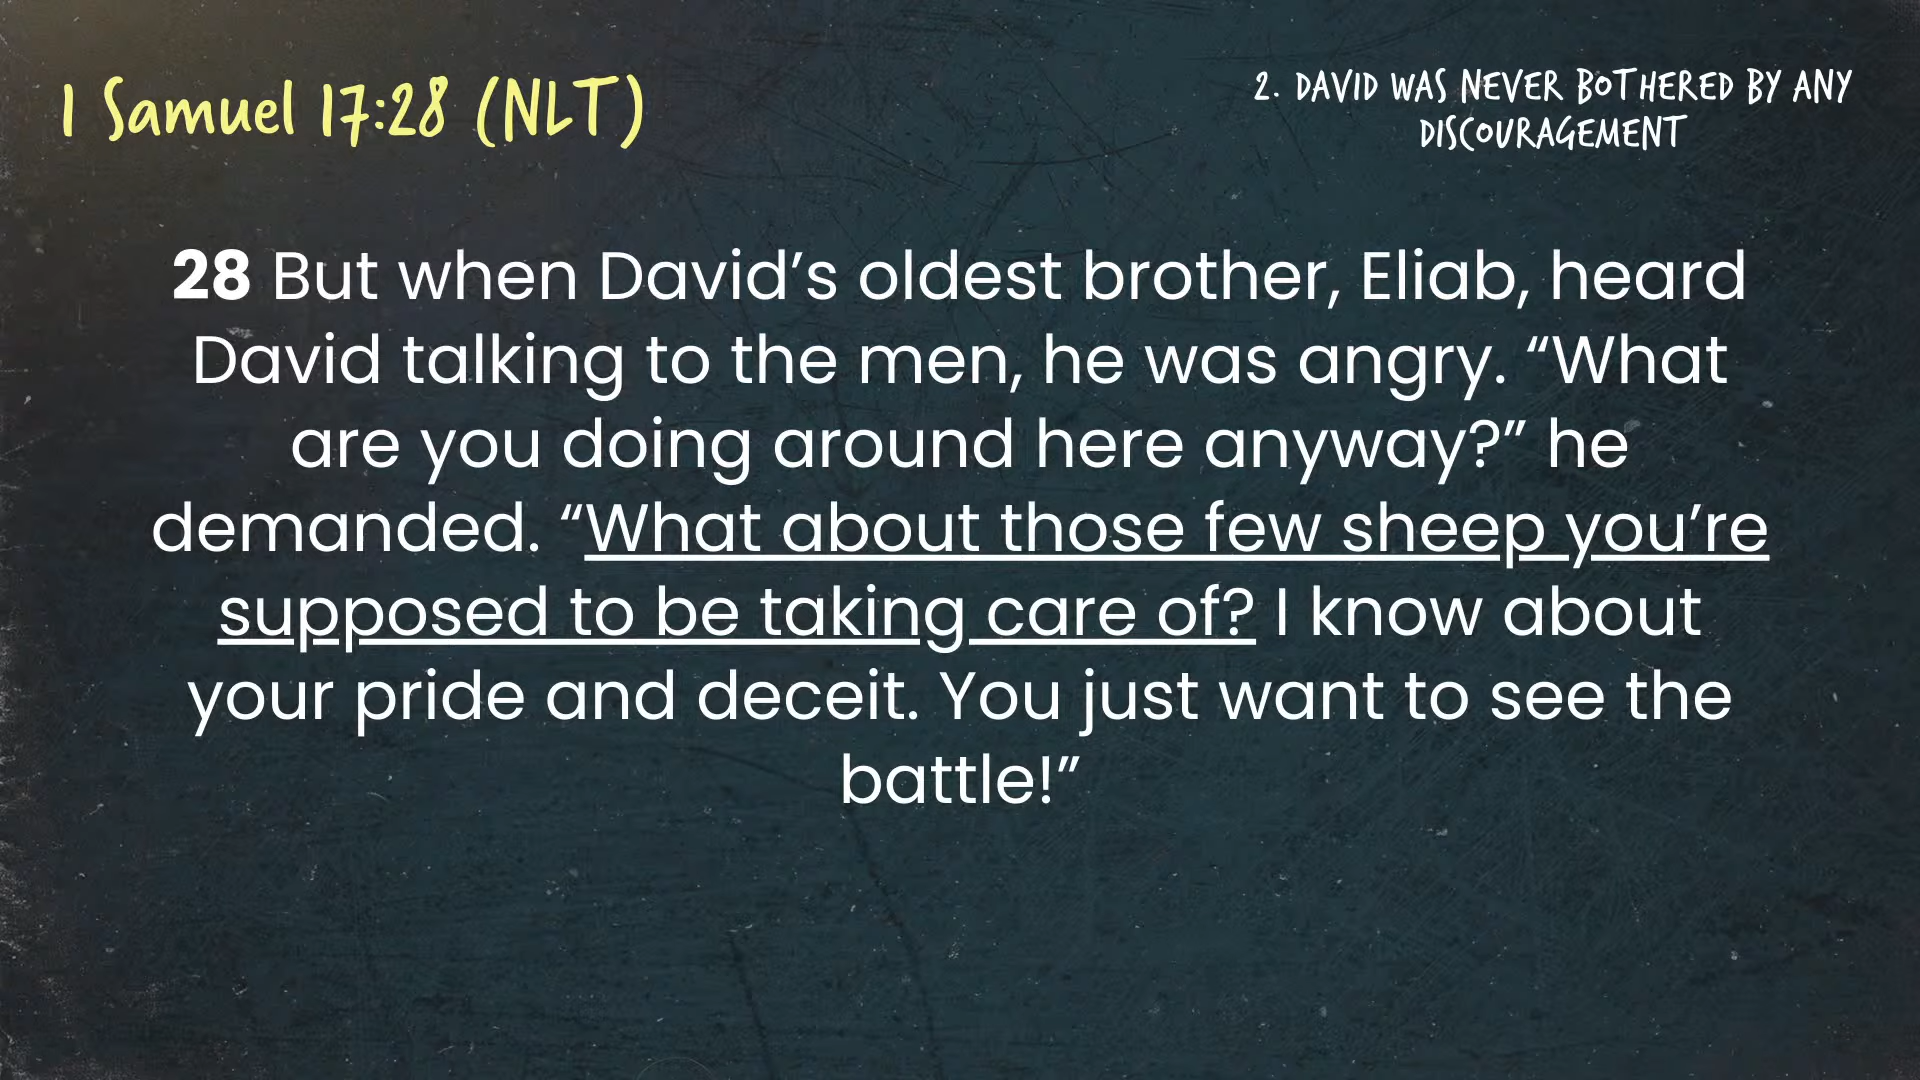 1 Samuel 17:28 (NLT)
2. DAVID WAS NEVER BOTHERED BY ANY
DISCOURAGEMENT
28 But when David’s oldest brother, Eliab, heard
David talking to the men, he was angry. “What
are you doing around here anyway?” he
demanded. “What about those few sheep you’re
supposed to be taking care of? I know about
your pride and deceit. You just want to see the
battle!”